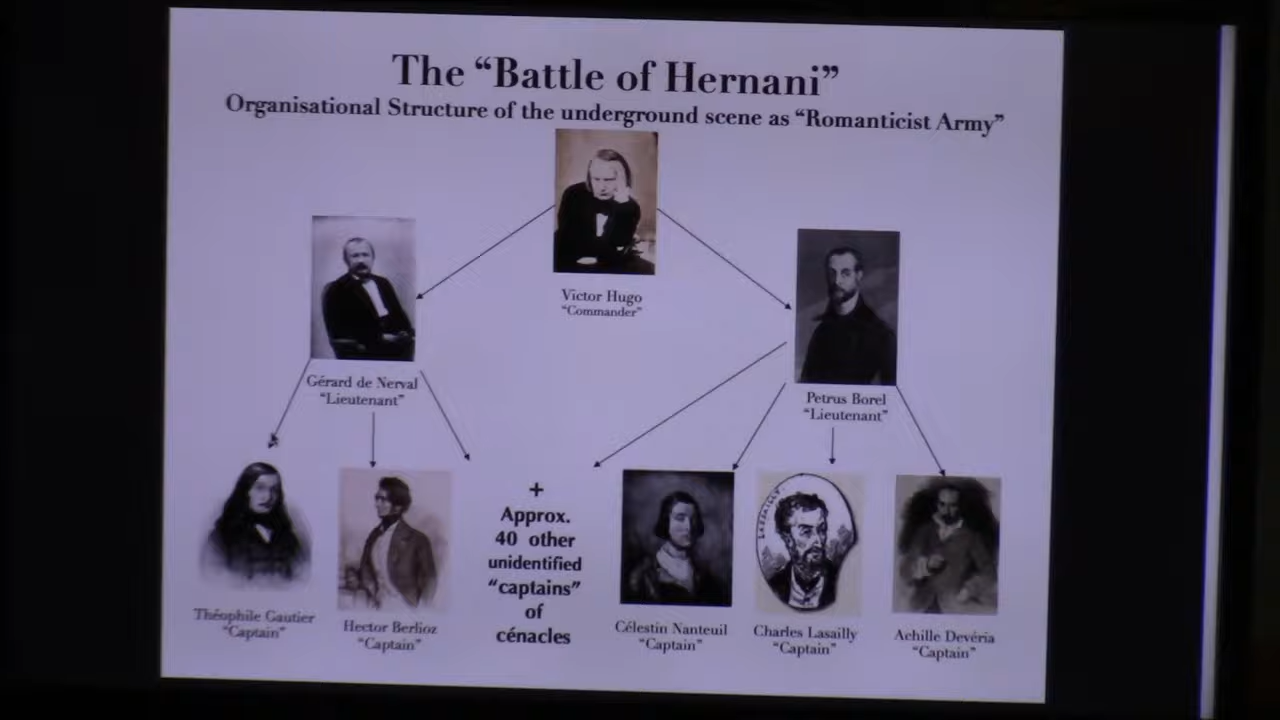 The “Battle of Hernani”
Organisational Structure of the underground scene as “Romanticist Army”
Victor Hugo
“Commander”
Gérard de Nerval
“Lieutenant”
Petrus Borel
“Lieutenant”
+
Approx.
40 other
unidentified
“captains”
of
cénacles
LASSAILLY
Théophile Gautier
“Captain”
Hector Berlioz
“Captain”
Célestin Nanteuil
“Captain”
Charles Lasailly
“Captain”
Achille Devéria
“Captain”